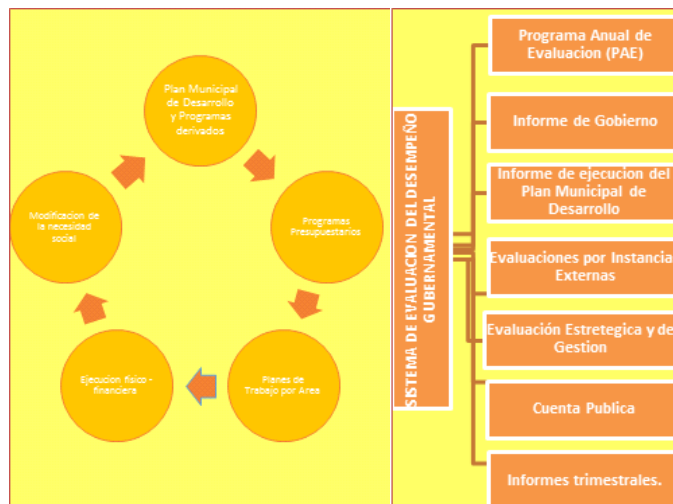 Plan Municipal
de Desarrollo
y Programas
derivados
Programas
Presupuestarios
Planes de
Trabajo por Area
Ejecucion fisico -
financiera
Modificacion de
la necesidad
social
SISTEMA DE EVALUACION DEL DESEMPEÑO
GUBERNAMENTAL
Programa Anual de
Evaluacion (PAE)
Informe de Gobierno
Informe de ejecucion del
Plan Municipal de
Desarrollo
Evaluaciones por Instancia
Externas
Evaluación Estretegica y de
Gestion
Cuenta Publica
Informes trimestrales.